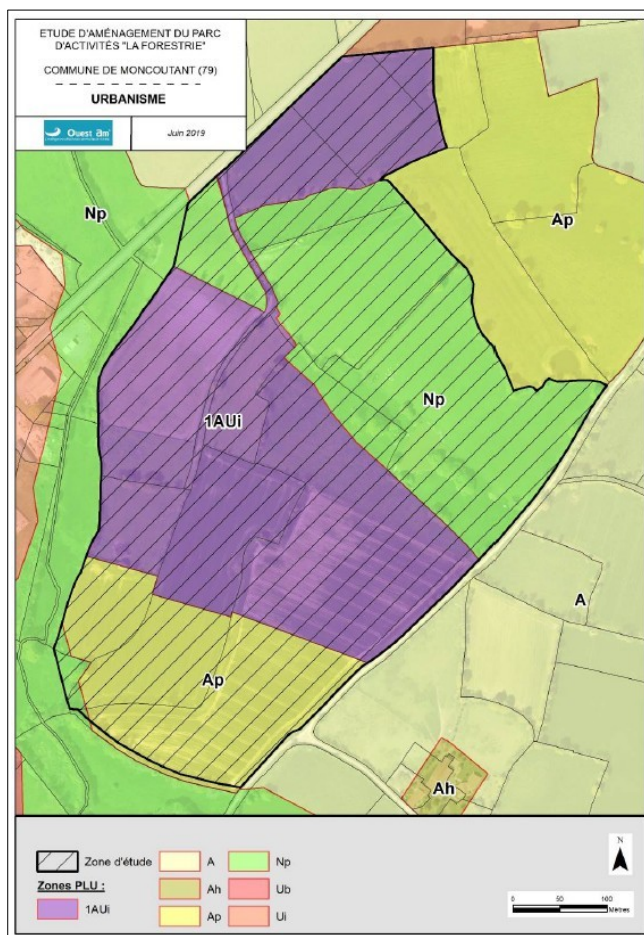 ETUDE D'AMÉNAGEMENT DU PARC
D'ACTIVITÉS "LA FORESTRIE"
COMMUNE DE MONCOUTANT (79)
URBANISME
Ouest am'
Juin 2019
Np
Ap
Np
1AUi
A
Ap
Ah
Zone d'étude
Zones PLU :
1AUi
A
Ah
Ap
Np
Ub
Ui
N
0 50 100
Mètres